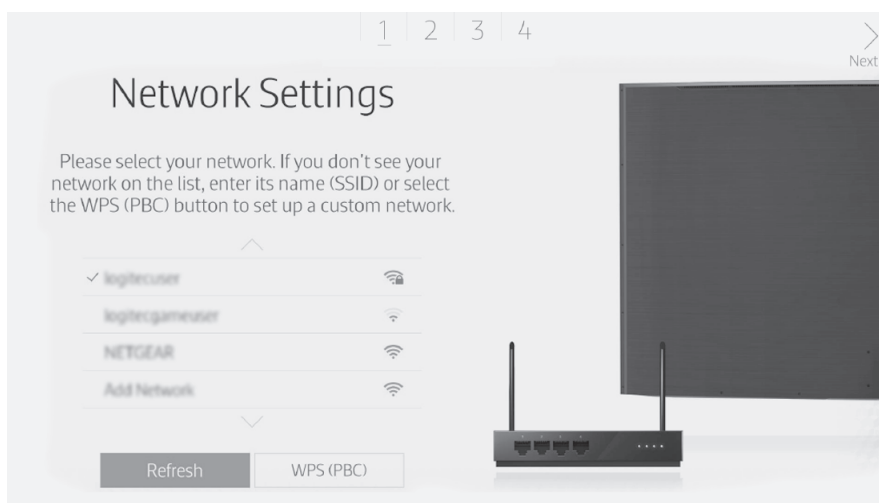 1 2 3 4
Next
Network Settings
Please select your network. If you don't see your
network on the list, enter its name (SSID) or select
the WPS (PBC) button to set up a custom network.
logitecuser
logitecgameuser
NETGEAR
Add Network
Refresh
WPS (PBC)